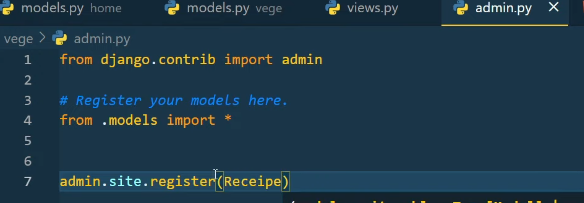 models.py home models.py vege views.py admin.py
vege > admin.py
1 from django.contrib import admin
2
3 # Register your models here.
4 from .models import *
5
6
7 admin.site.register(Receipe)